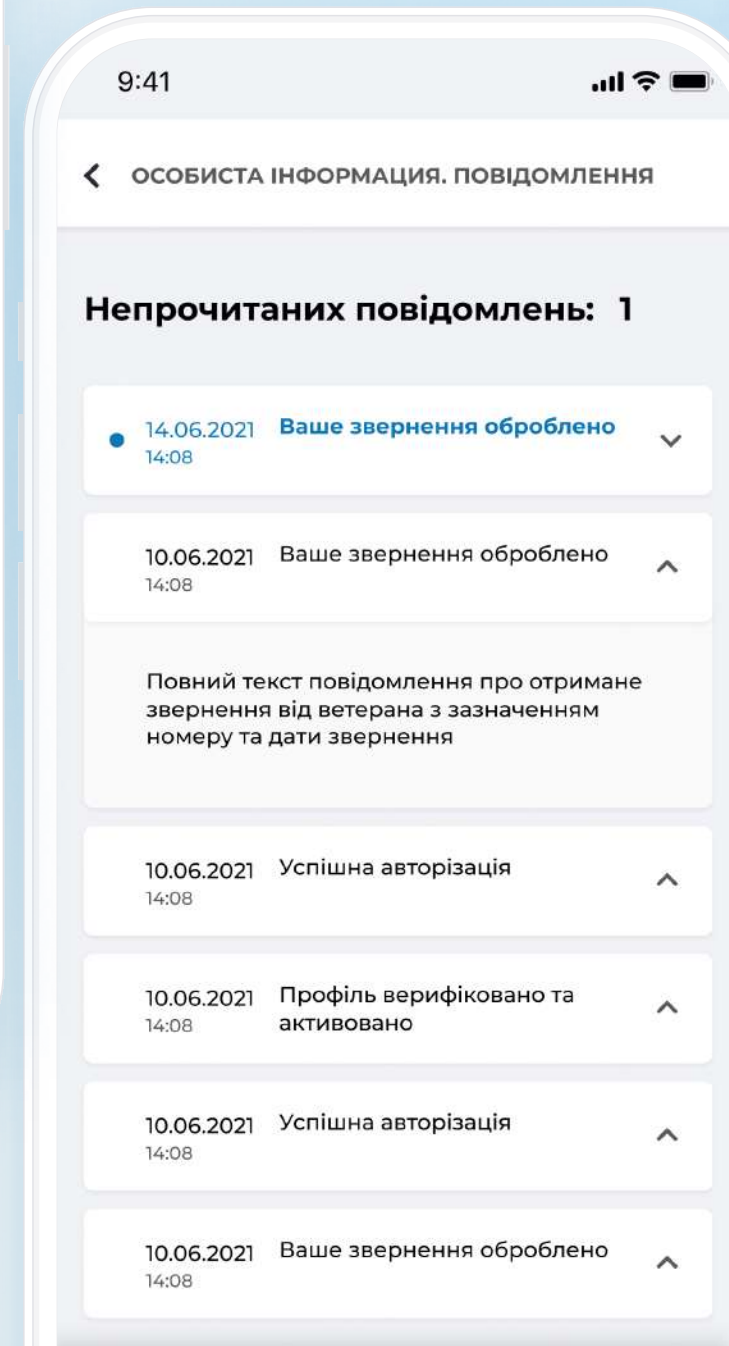 9:41
ОСОБИСТА ІНФОРМАЦИЯ. ПОВІДОМЛЕННЯ
Непрочитаних повідомлень: 1
14.06.2021 Ваше звернення оброблено
14:08
10.06.2021 Ваше звернення оброблено
14:08
Повний текст повідомлення про отримане
звернення від ветерана з зазначенням
номеру та дати звернення
10.06.2021 Успішна авторізація
14:08
10.06.2021 Профіль верифіковано та
14:08 активовано
10.06.2021 Успішна авторізація
14:08
10.06.2021 Ваше звернення оброблено
14:08